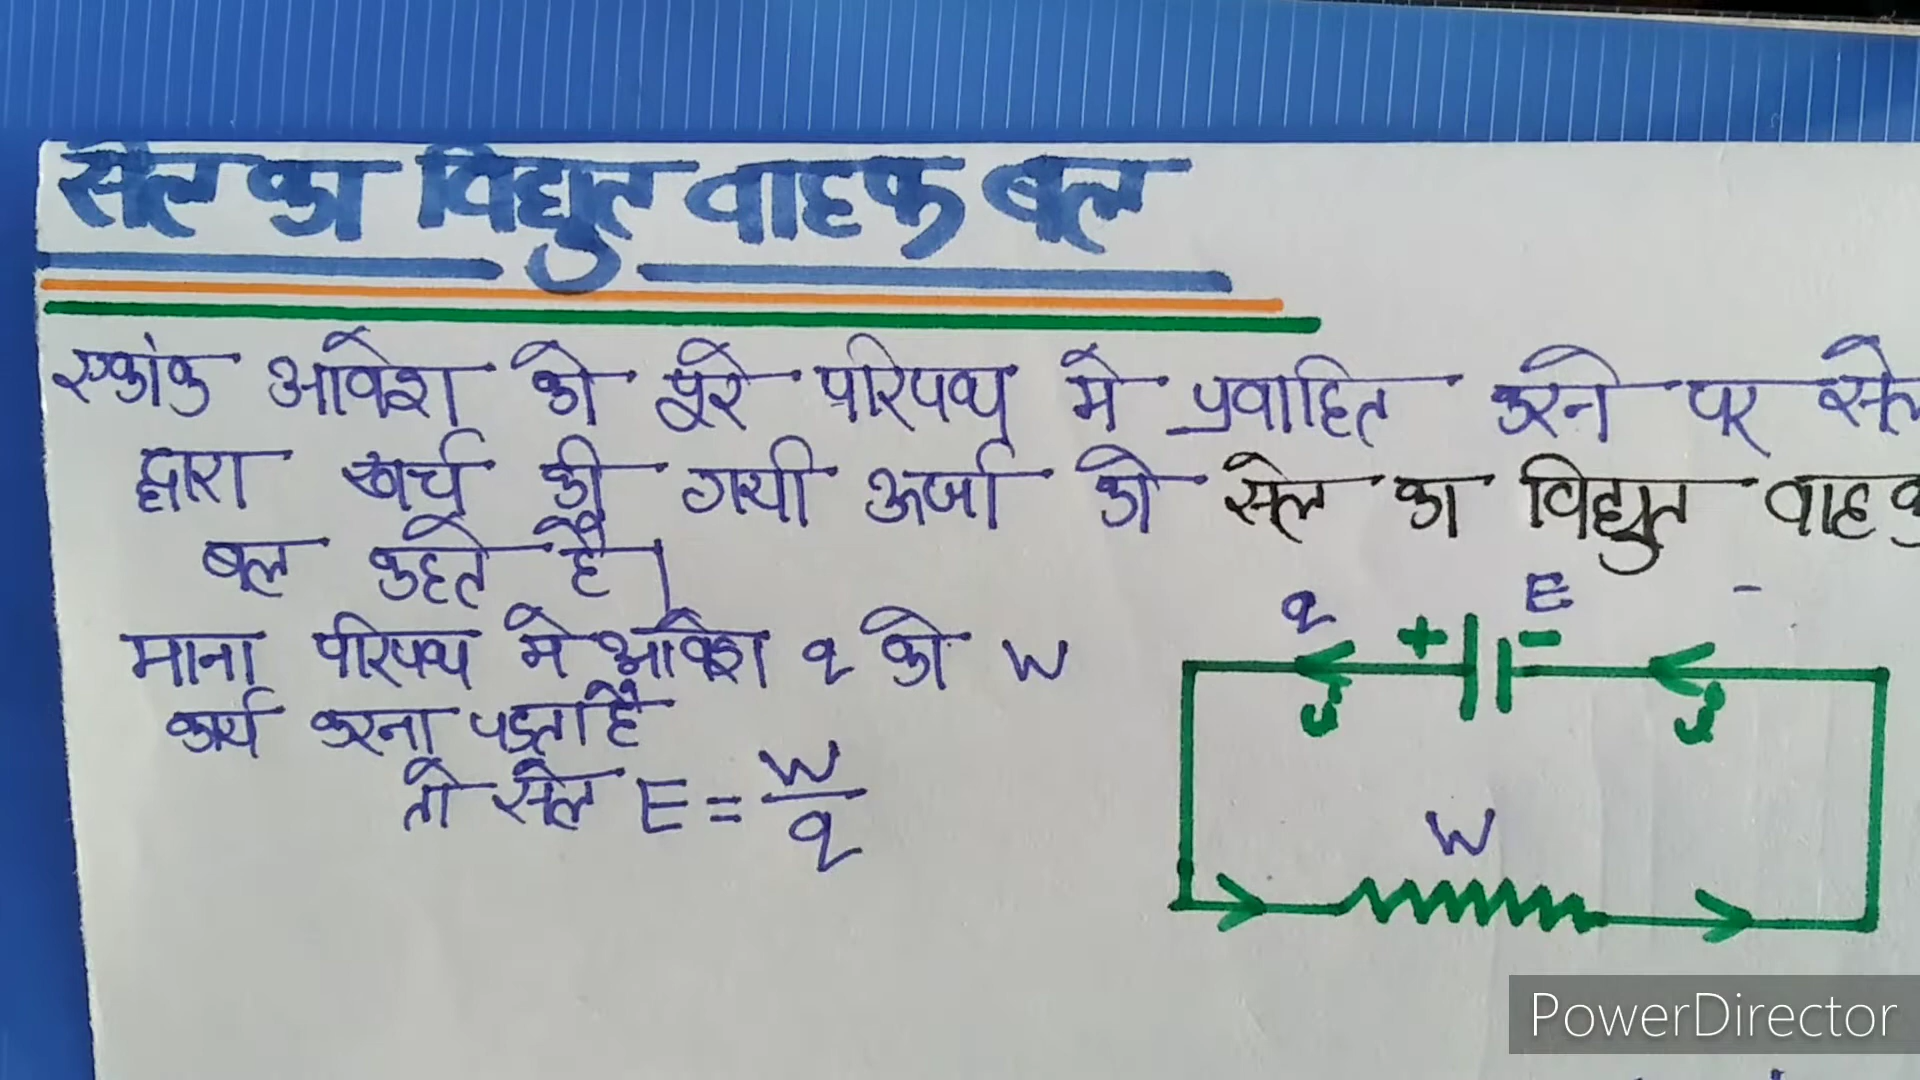 सेल का विद्युत वाहक बल
एकांक आवेश को पूरे परिपथ मे प्रवाहित करने पर सेल
द्वारा खर्च की गयी ऊर्जा को सेल का विद्युत वाहक
बल कहते है।
माना परिपथ मे आवेश q को W
कार्य करना पडता है
तो सेल E = W/q
q
E
+ -
i i
W
PowerDirector